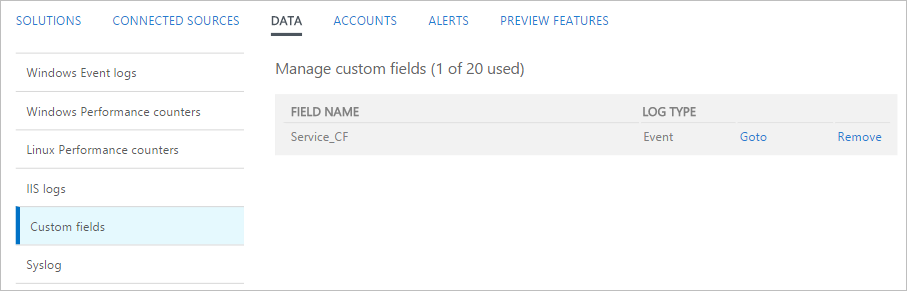 SOLUTIONS CONNECTED SOURCES DATA ACCOUNTS ALERTS PREVIEW FEATURES
Windows Event logs
Windows Performance counters
Linux Performance counters
IIS logs
Custom fields
Syslog
Manage custom fields (1 of 20 used)
FIELD NAME LOG TYPE
Service_CF Event Goto Remove